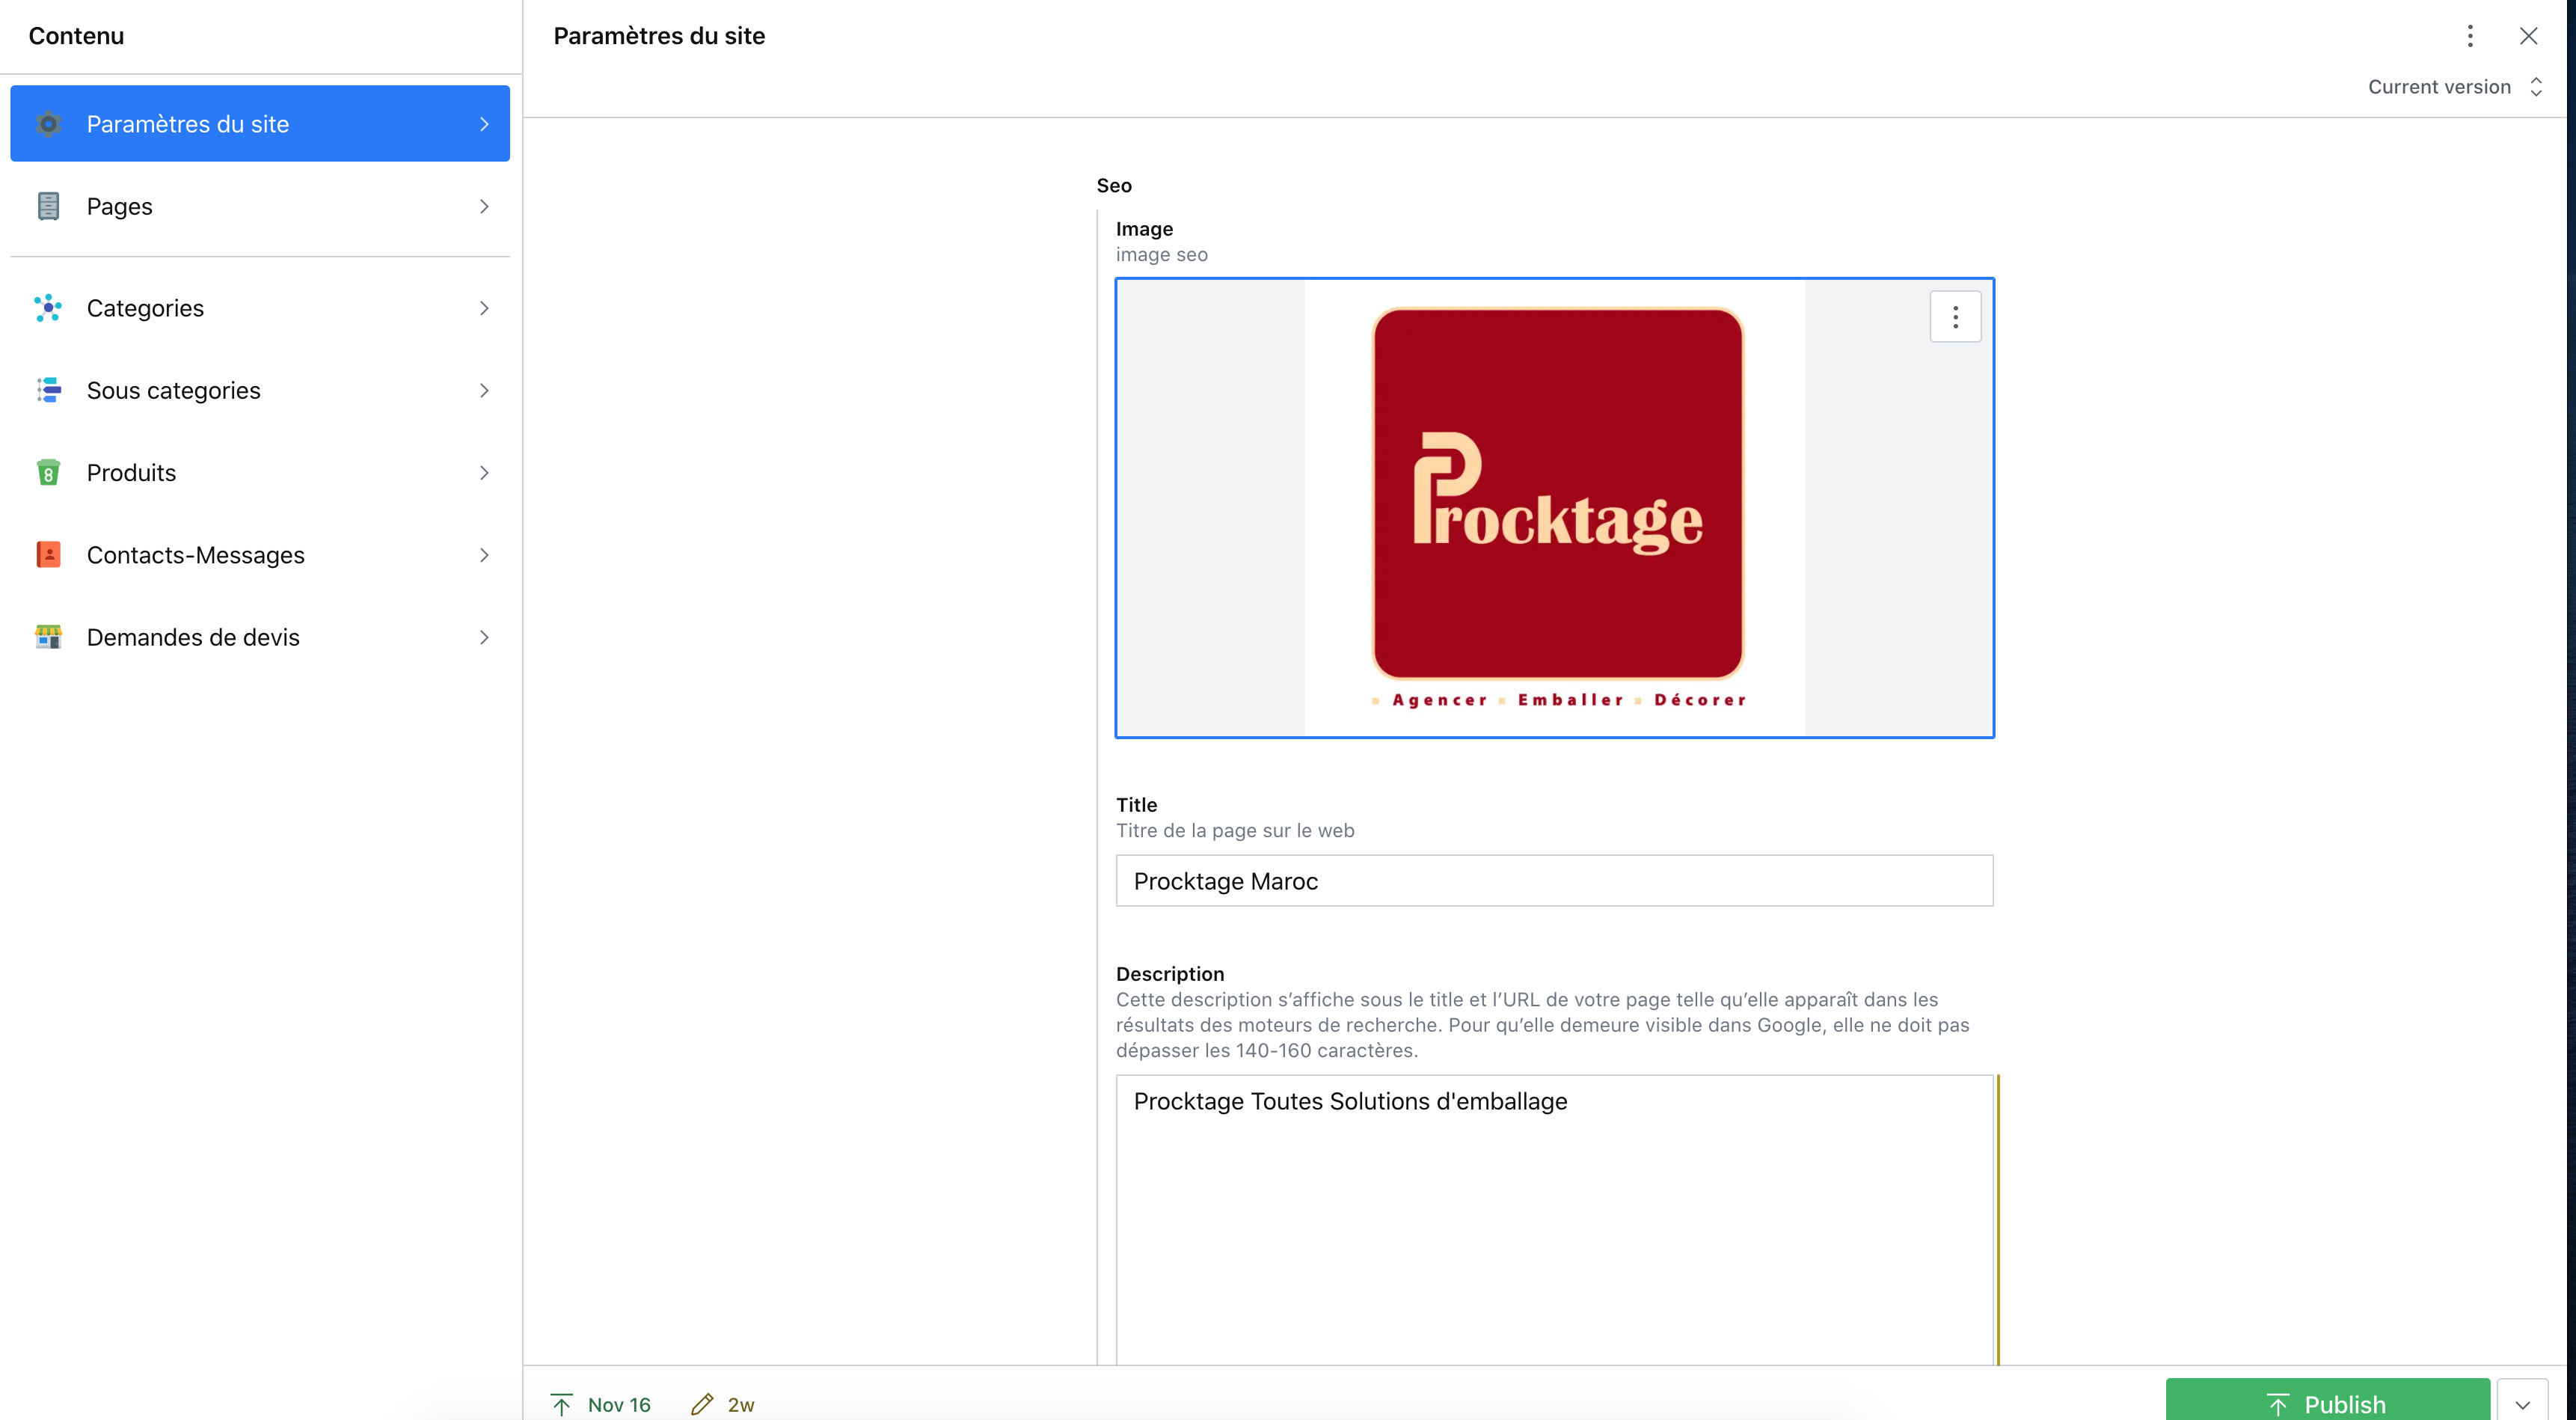 Contenu
Paramètres du site
Pages
Categories
Sous categories
Produits
Contacts-Messages
Demandes de devis
Paramètres du site
Current version
Seo
Image
image seo
Procktage
Agencer Emballer Décorer
Title
Titre de la page sur le web
Procktage Maroc
Description
Cette description s’affiche sous le title et l’URL de votre page telle qu’elle apparaît dans les
résultats des moteurs de recherche. Pour qu’elle demeure visible dans Google, elle ne doit pas
dépasser les 140-160 caractères.
Procktage Toutes Solutions d'emballage
Nov 16
2w
Publish